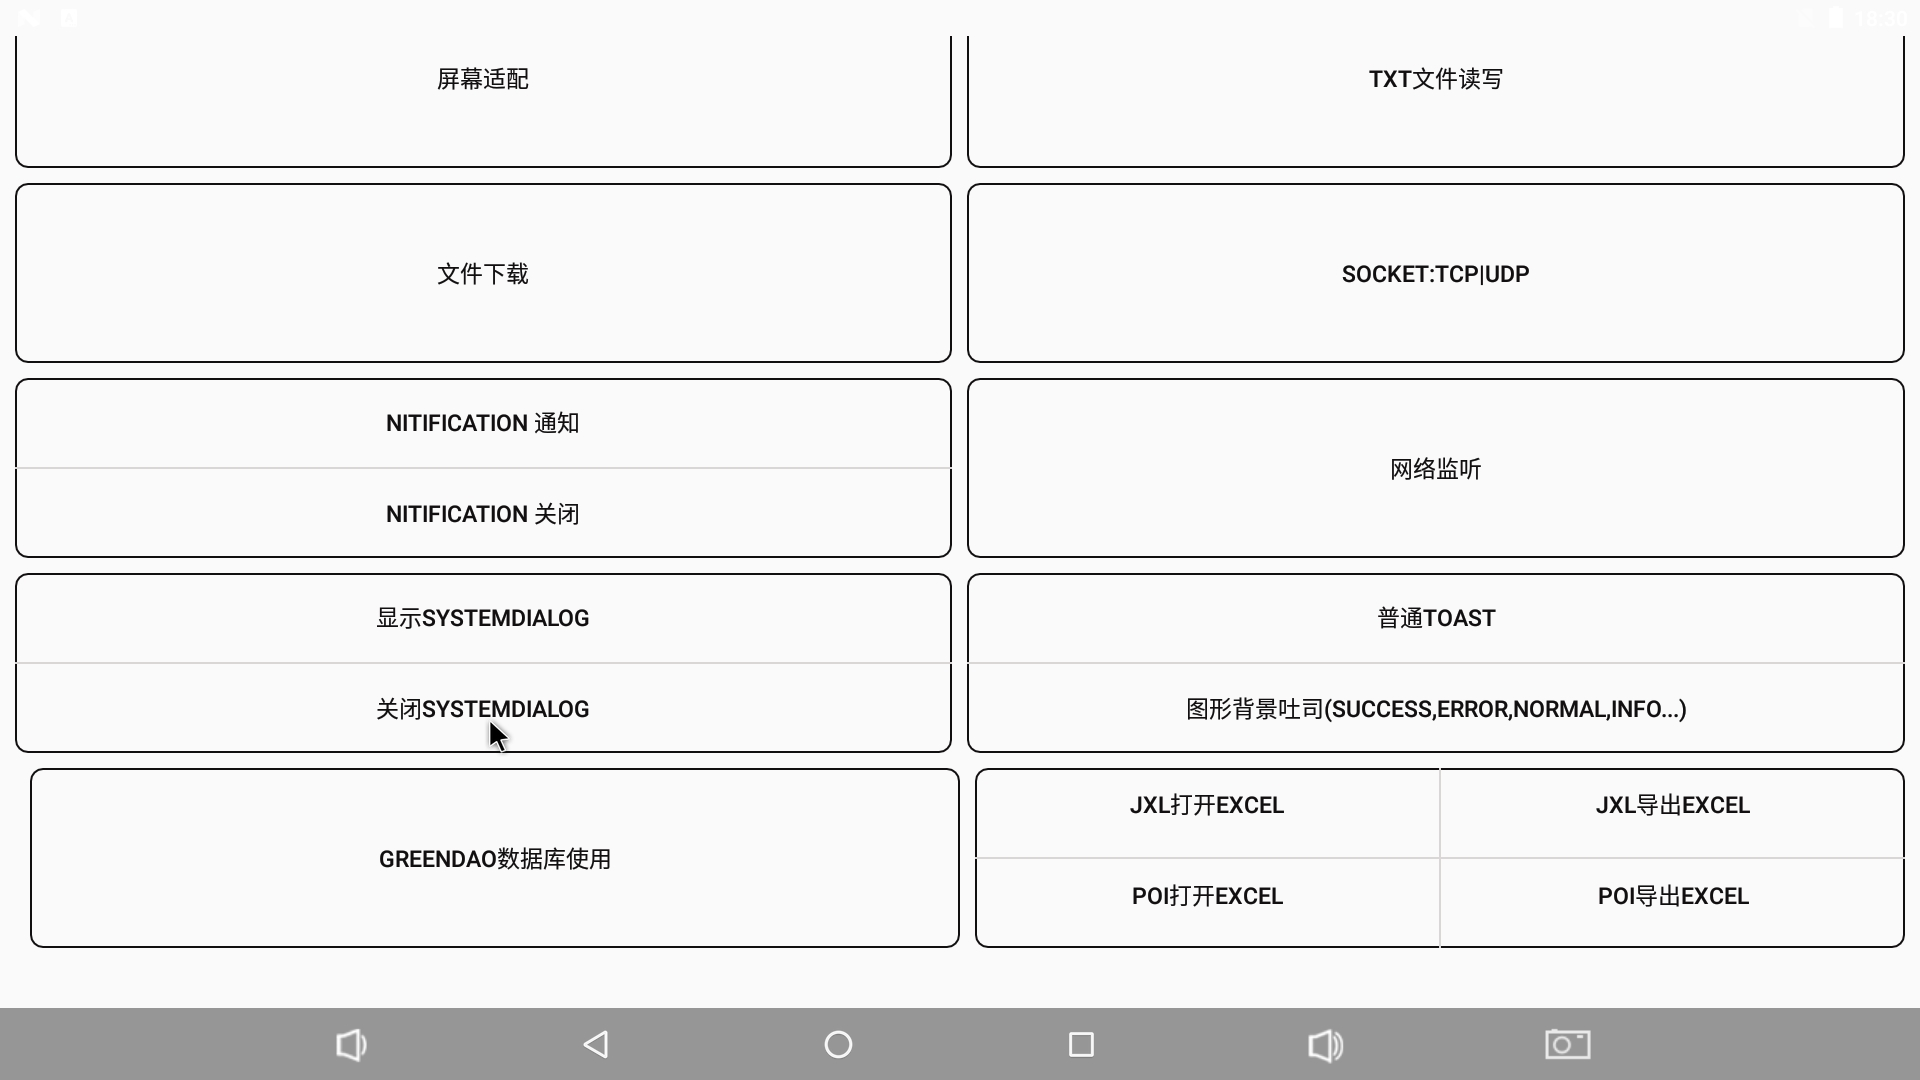 18:30
屏幕适配
TXT文件读写
文件下载
SOCKET:TCP|UDP
NITIFICATION 通知
NITIFICATION 关闭
网络监听
显示SYSTEMDIALOG
关闭SYSTEMDIALOG
普通TOAST
图形背景吐司(SUCCESS,ERROR,NORMAL,INFO...)
GREENDAO数据库使用
JXL打开EXCEL
JXL导出EXCEL
POI打开EXCEL
POI导出EXCEL